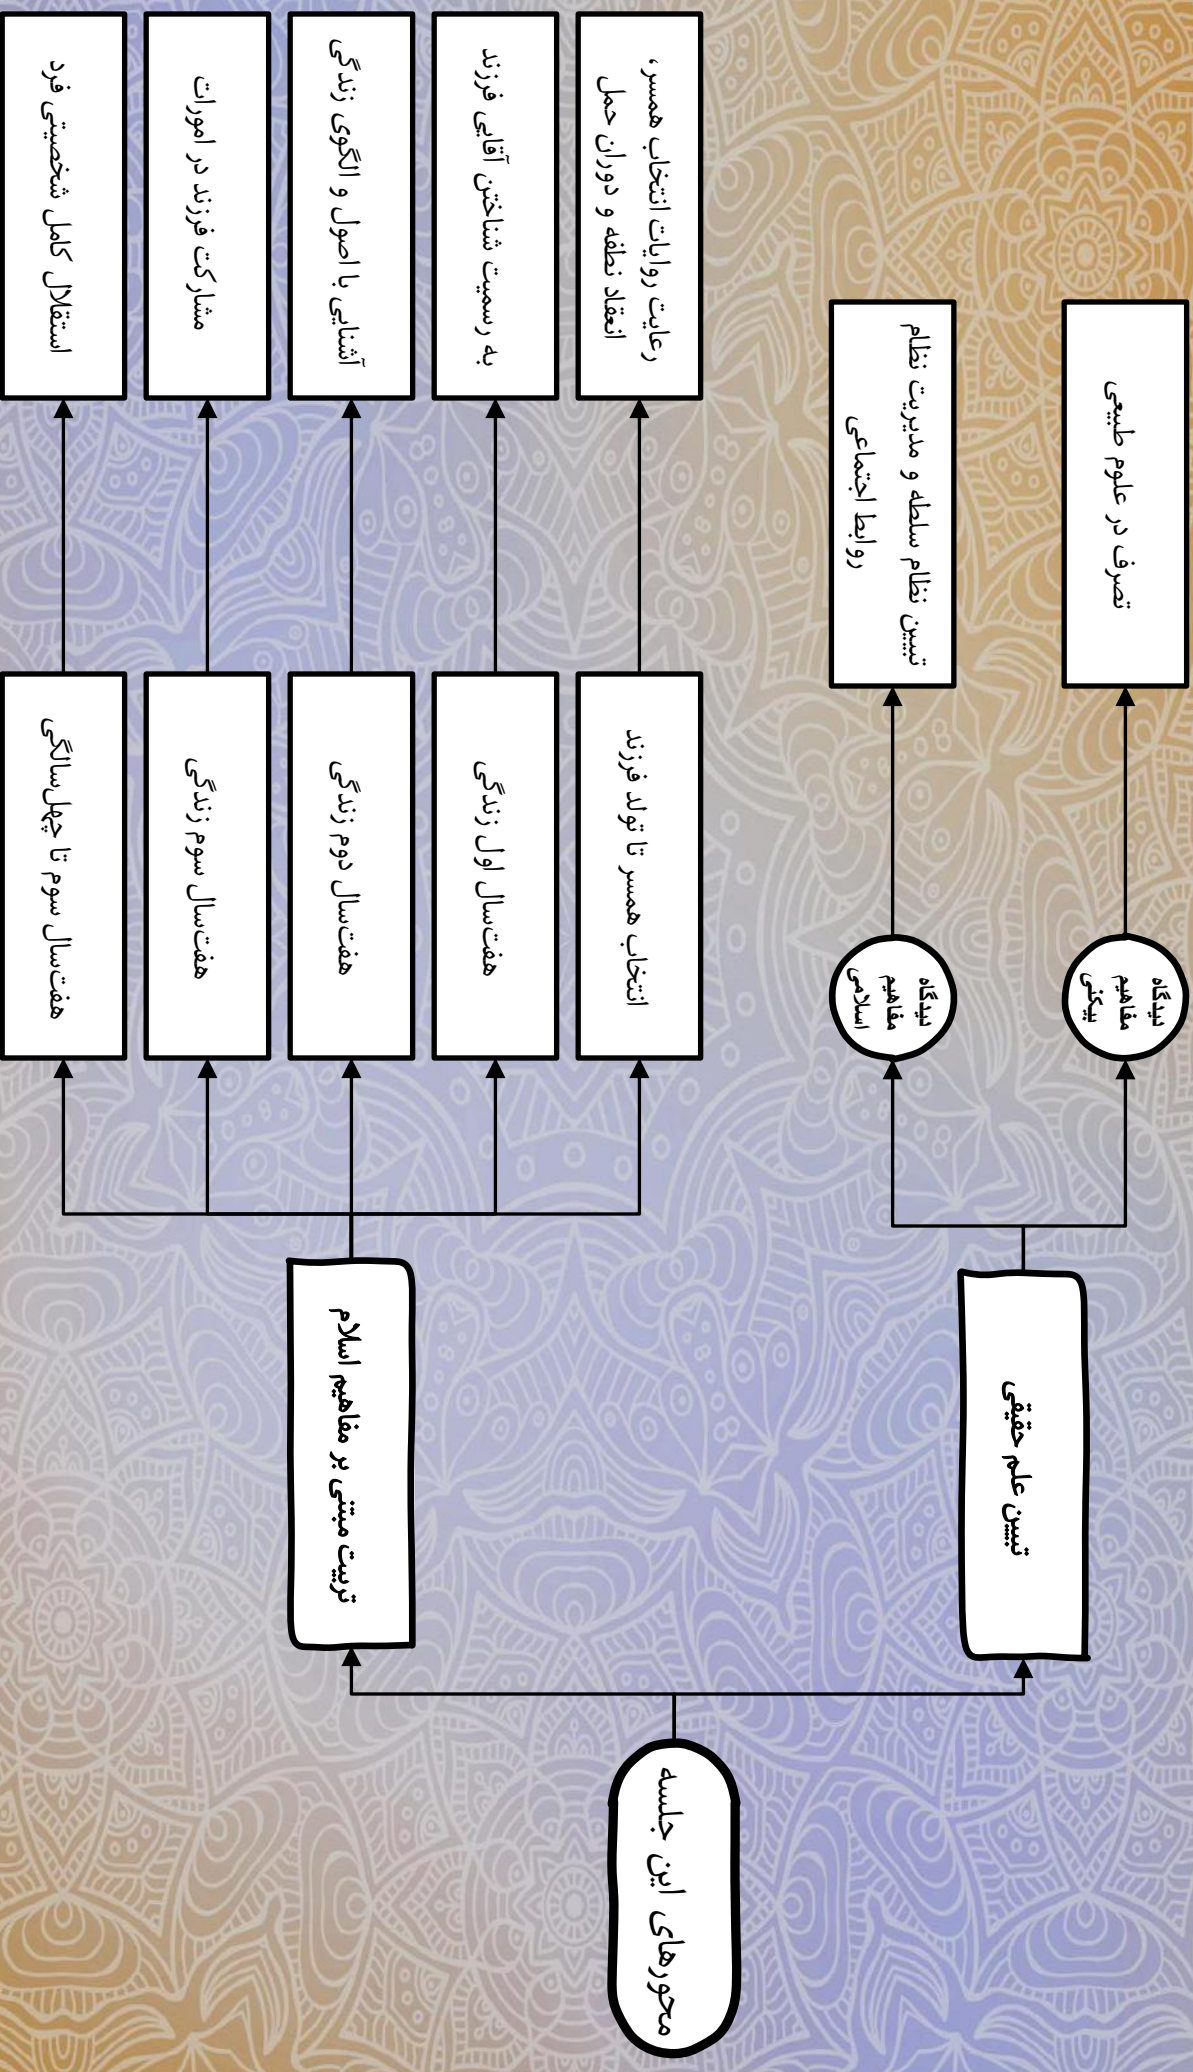 محورهای این جلسه
تبیین علم حقیقی
دیدگاه
مفاهیم
بیکنی
تصرف در علوم طبیعی
دیدگاه
مفاهیم
اسلامی
تبیین نظام سلطه و مدیریت نظام
روابط اجتماعی
تربیت مبتنی بر مفاهیم اسلام
انتخاب همسر تا تولد فرزند
رعایت روایات انتخاب همسر،
انعقاد نطفه و دوران حمل
هفت‌سال اول زندگی
به رسمیت شناختن آقایی فرزند
هفت‌سال دوم زندگی
آشنایی با اصول و الگوی زندگی
هفت‌سال سوم زندگی
مشارکت فرزند در امورات
هفت‌سال سوم تا چهل‌سالگی
استقلال کامل شخصیتی فرد